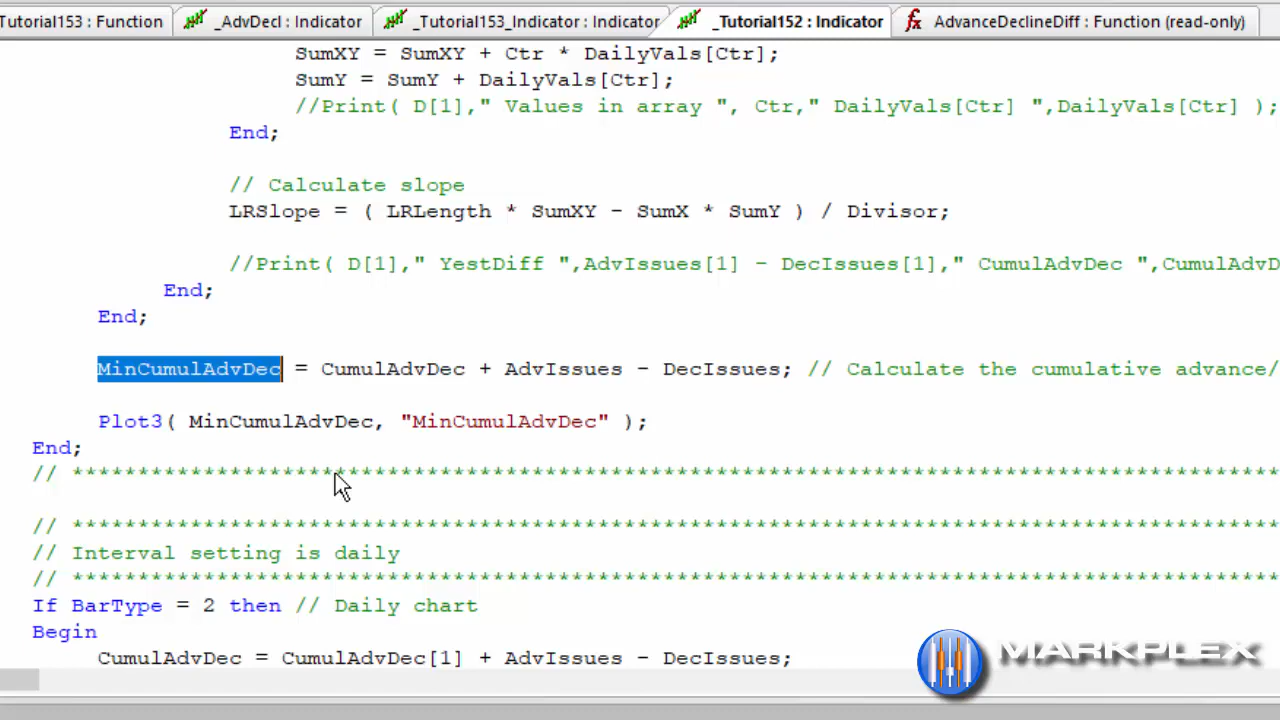 Tutorial153 : Function
_AdvDecl : Indicator
_Tutorial153_Indicator : Indicator
_Tutorial152 : Indicator
AdvanceDeclineDiff : Function (read-only)
SumXY = SumXY + Ctr * DailyVals[Ctr];
SumY = SumY + DailyVals[Ctr];
//Print( D[1]," Values in array ", Ctr," DailyVals[Ctr] ",DailyVals[Ctr] );
End;
// Calculate slope
LRSlope = ( LRLength * SumXY - SumX * SumY ) / Divisor;
//Print( D[1]," YestDiff ",AdvIssues[1] - DecIssues[1]," CumulAdvDec ",CumulAdvD
End;
End;
MinCumulAdvDec = CumulAdvDec + AdvIssues - DecIssues; // Calculate the cumulative advance/
Plot3( MinCumulAdvDec, "MinCumulAdvDec" );
End;
// ********************************************************************************************
// ********************************************************************************************
// Interval setting is daily
// ********************************************************************************************
If BarType = 2 then // Daily chart
Begin
CumulAdvDec = CumulAdvDec[1] + AdvIssues - DecIssues;
MARKPLEX